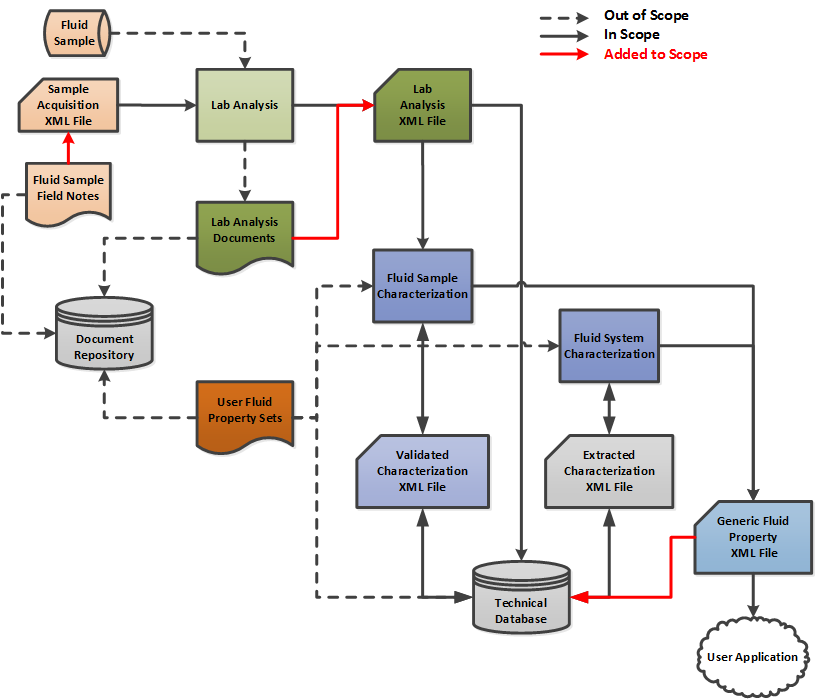 Out of Scope
In Scope
Added to Scope
Fluid
Sample
Sample
Acquisition
XML File
Lab Analysis
Lab
Analysis
XML File
Fluid Sample
Field Notes
Lab Analysis
Documents
Fluid Sample
Characterization
Document
Repository
Fluid System
Characterization
User Fluid
Property Sets
Validated
Characterization
XML File
Extracted
Characterization
XML File
Generic Fluid
Property
XML File
Technical
Database
User Application